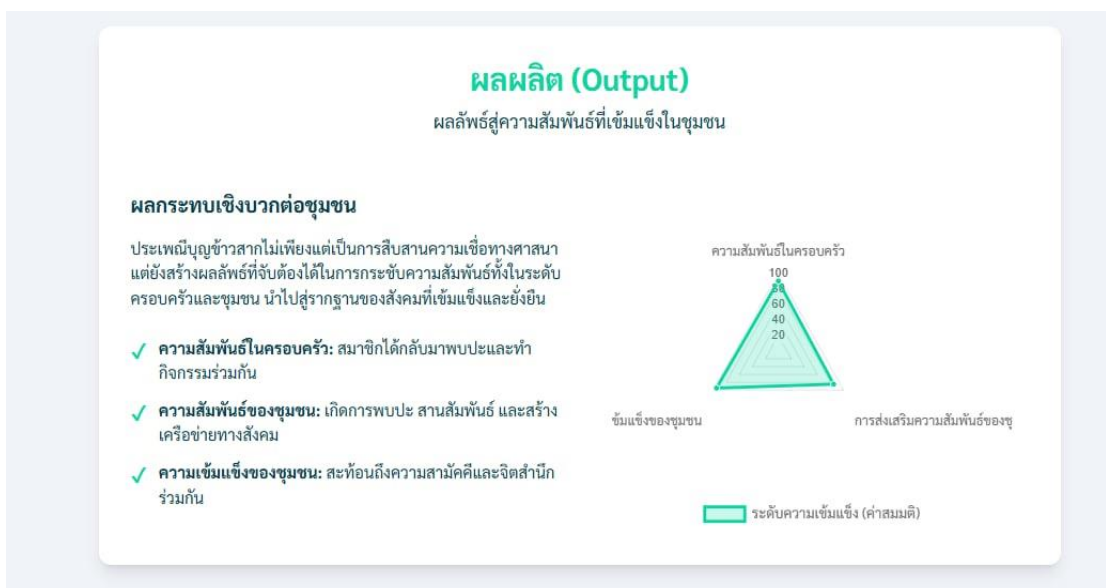 ผลผลิต (Output)
ผลลัพธ์สู่ความสัมพันธ์ที่เข้มแข็งในชุมชน
ผลกระทบเชิงบวกต่อชุมชน
ประเพณีบุญข้าวสากไม่เพียงแต่เป็นการสืบสานความเชื่อทางศาสนา
แต่ยังสร้างผลลัพธ์ที่จับต้องได้ในการกระชับความสัมพันธ์ทั้งในระดับ
ครอบครัวและชุมชน นำไปสู่รากฐานของสังคมที่เข้มแข็งและยั่งยืน
✓ ความสัมพันธ์ในครอบครัว: สมาชิกได้กลับมาพบปะและทำ
กิจกรรมร่วมกัน
✓ ความสัมพันธ์ของชุมชน: เกิดการพบปะ สานสัมพันธ์ และสร้าง
เครือข่ายทางสังคม
✓ ความเข้มแข็งของชุมชน: สะท้อนถึงความสามัคคีและจิตสำนึก
ร่วมกัน
ความสัมพันธ์ในครอบครัว
100
80
60
40
20
ข้มแข็งของชุมชน
การส่งเสริมความสัมพันธ์ของชุ
ระดับความเข้มแข็ง (ค่าสมมติ)